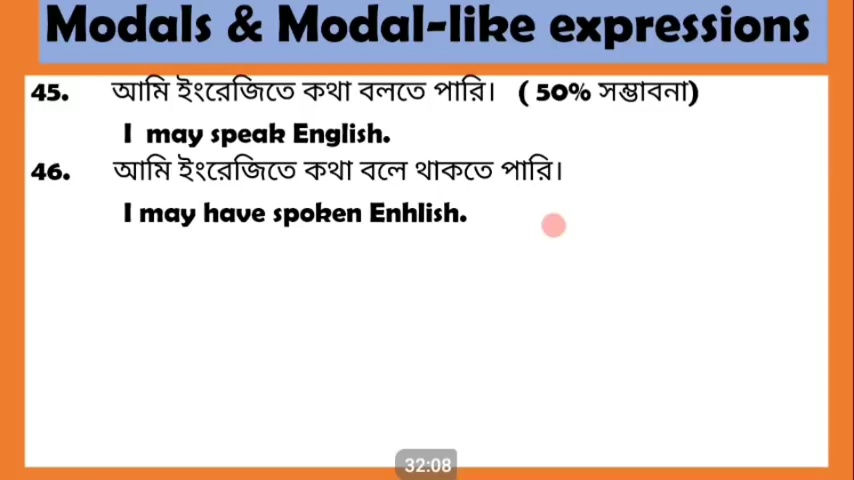 Modals & Modal-like expressions
45. আমি ইংরেজিতে কথা বলতে পারি। ( 50% সম্ভাবনা)
I may speak English.
46. আমি ইংরেজিতে কথা বলে থাকতে পারি।
I may have spoken Enhlish.
32:08